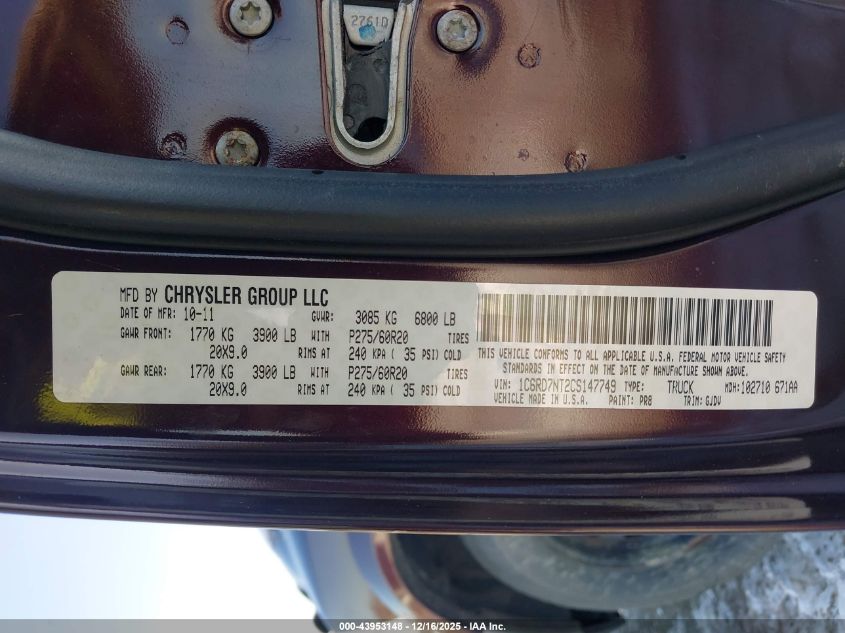 2761D
MFD BY CHRYSLER GROUP LLC
DATE OF MFR: 10-11 GVWR: 3085 KG 6800 LB
GAWR FRONT: 1770 KG 3900 LB WITH P275/60R20 TIRES
20X9.0 RIMS AT 240 KPA ( 35 PSI) COLD
GAWR REAR: 1770 KG 3900 LB WITH P275/60R20 TIRES
20X9.0 RIMS AT 240 KPA ( 35 PSI) COLD
THIS VEHICLE CONFORMS TO ALL APPLICABLE U.S.A. FEDERAL MOTOR VEHICLE SAFETY
STANDARDS IN EFFECT ON THE DATE OF MANUFACTURE SHOWN ABOVE.
VIN: 1C6RD7NT2CS147749 TYPE: TRUCK MDH: 102710 671AA
VEHICLE MADE IN U.S.A. PAINT: PR8 TRIM: GJDV
000-43953148 - 12/16/2025 - IAA Inc.